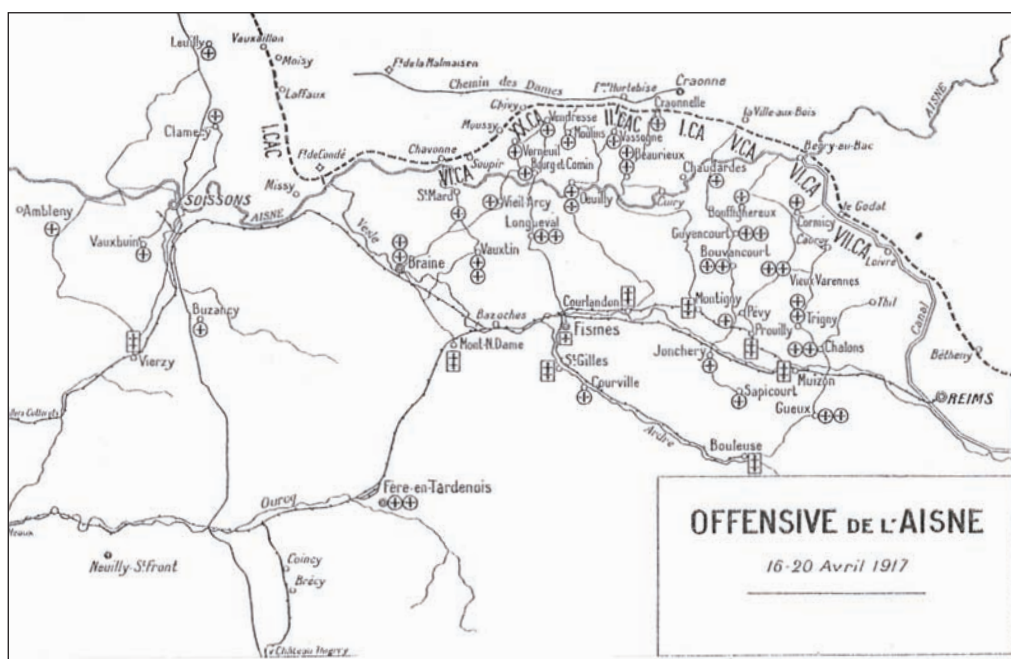 Leuilly
Vauxaillon
Moisy
Laffaux
Clamecy
I.CAC
Ft de la Malmaison
Chemin des Dames
Fme Hurtebise
Craonne
Craonnelle
AISNE
Chivy
Moussy
Chavonne
Soupir
VI.CA
XX.CA
Vendresse
Verneuil
Moulins
Bourg et Comin
II.CAC
Vassogne
Beaurieux
I.CA
V.CA
la Ville-aux-Bois
Berry-au-Bac
Chaudardes
Ft de Condé
Missy
SOISSONS
AISNE
Ambleny
Vauxbuin
St Mard
Vieil Arcy
Oeuilly
Cuiry
Longueval
Bouffignereux
Guyencourt
Bouvancourt
Cormicy
Cauroy
VI.CA
le Godat
VII.CA
Loivre
Vesle
Braine
Vauxtin
Vieux Varennes
Buzancy
Bazoches
Courlandon
Montigny
Pévy
Trigny
Thil
Canal
Vierzy
Mont-N.Dame
Fismes
Prouilly
Chalons
Bétheny
St Gilles
Jonchery
Muizon
Courville
Sapicourt
Gueux
REIMS
Ardre
Bouleuse
Fère-en-Tardenois
Ourcq
Neuilly-St Front
Coincy
Brécy
OFFENSIVE DE L'AISNE
16-20 Avril 1917